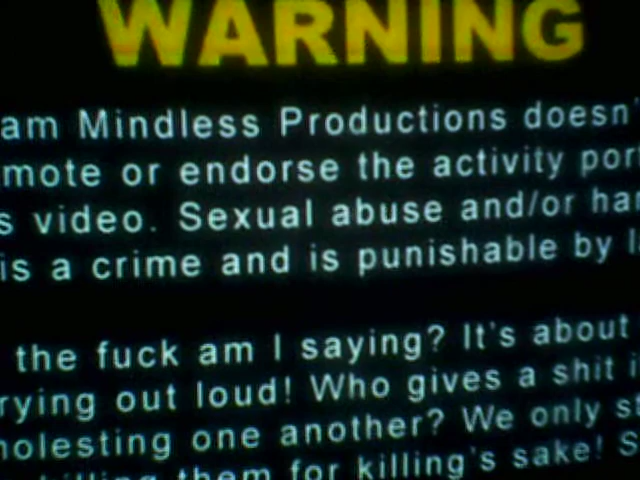 WARNING
am Mindless Productions doesn'
mote or endorse the activity por
s video. Sexual abuse and/or har
is a crime and is punishable by l
the fuck am I saying? It's about
rying out loud! Who gives a shit i
olesting one another? We only s
them for killing's sake! S